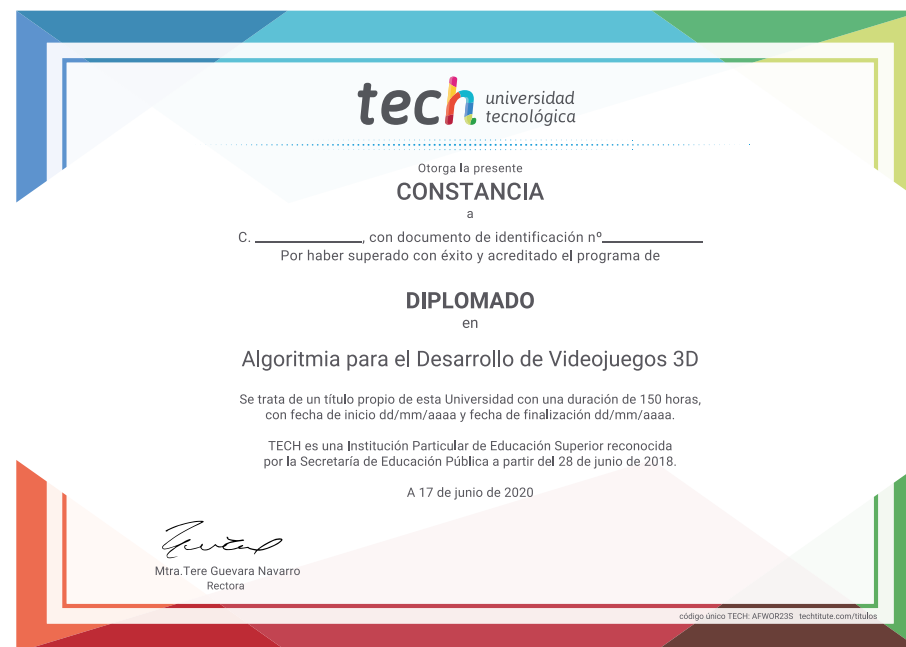 tech universidad
tecnológica
Otorga la presente
CONSTANCIA
a
C. ____________, con documento de identificación nº____________
Por haber superado con éxito y acreditado el programa de
DIPLOMADO
en
Algoritmia para el Desarrollo de Videojuegos 3D
Se trata de un título propio de esta Universidad con una duración de 150 horas,
con fecha de inicio dd/mm/aaaa y fecha de finalización dd/mm/aaaa.
TECH es una Institución Particular de Educación Superior reconocida
por la Secretaría de Educación Pública a partir del 28 de junio de 2018.
A 17 de junio de 2020
Mtra.Tere Guevara Navarro
Rectora
código único TECH: AFWOR23S techtitute.com/titulos